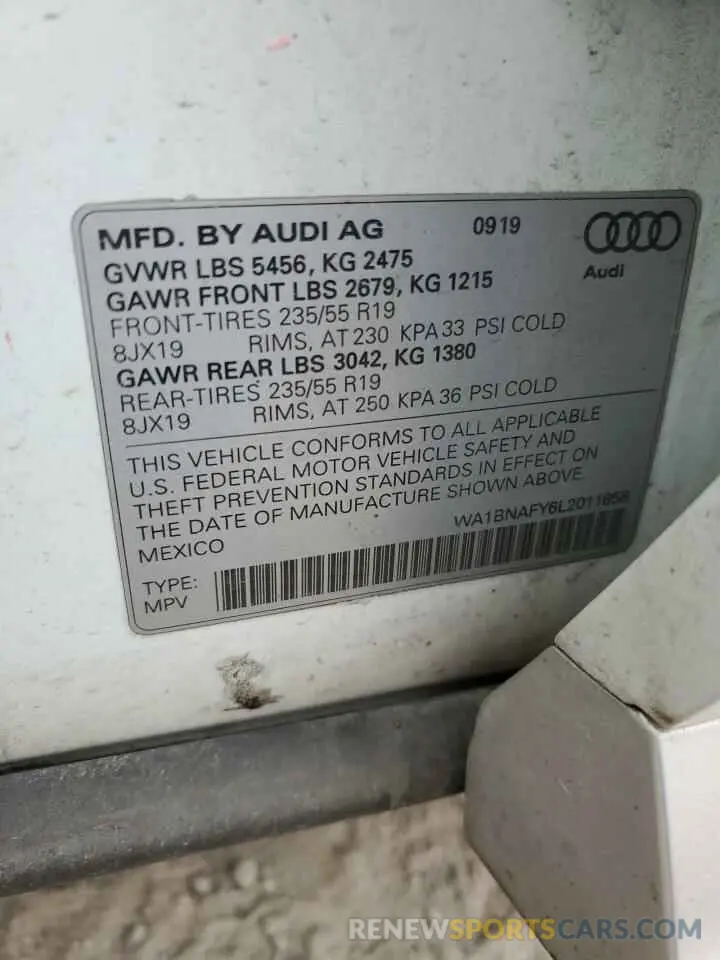 MFD. BY AUDI AG 0919
GVWR LBS 5456, KG 2475
Audi
GAWR FRONT LBS 2679, KG 1215
FRONT-TIRES 235/55 R19
8JX19 RIMS, AT 230 KPA 33 PSI COLD
GAWR REAR LBS 3042, KG 1380
REAR-TIRES 235/55 R19
8JX19 RIMS, AT 250 KPA 36 PSI COLD
THIS VEHICLE CONFORMS TO ALL APPLICABLE
U.S. FEDERAL MOTOR VEHICLE SAFETY AND
THEFT PREVENTION STANDARDS IN EFFECT ON
THE DATE OF MANUFACTURE SHOWN ABOVE
MEXICO WA1BNAFY6L2011858
TYPE:
MPV
RENEWSPORTSCARS.COM